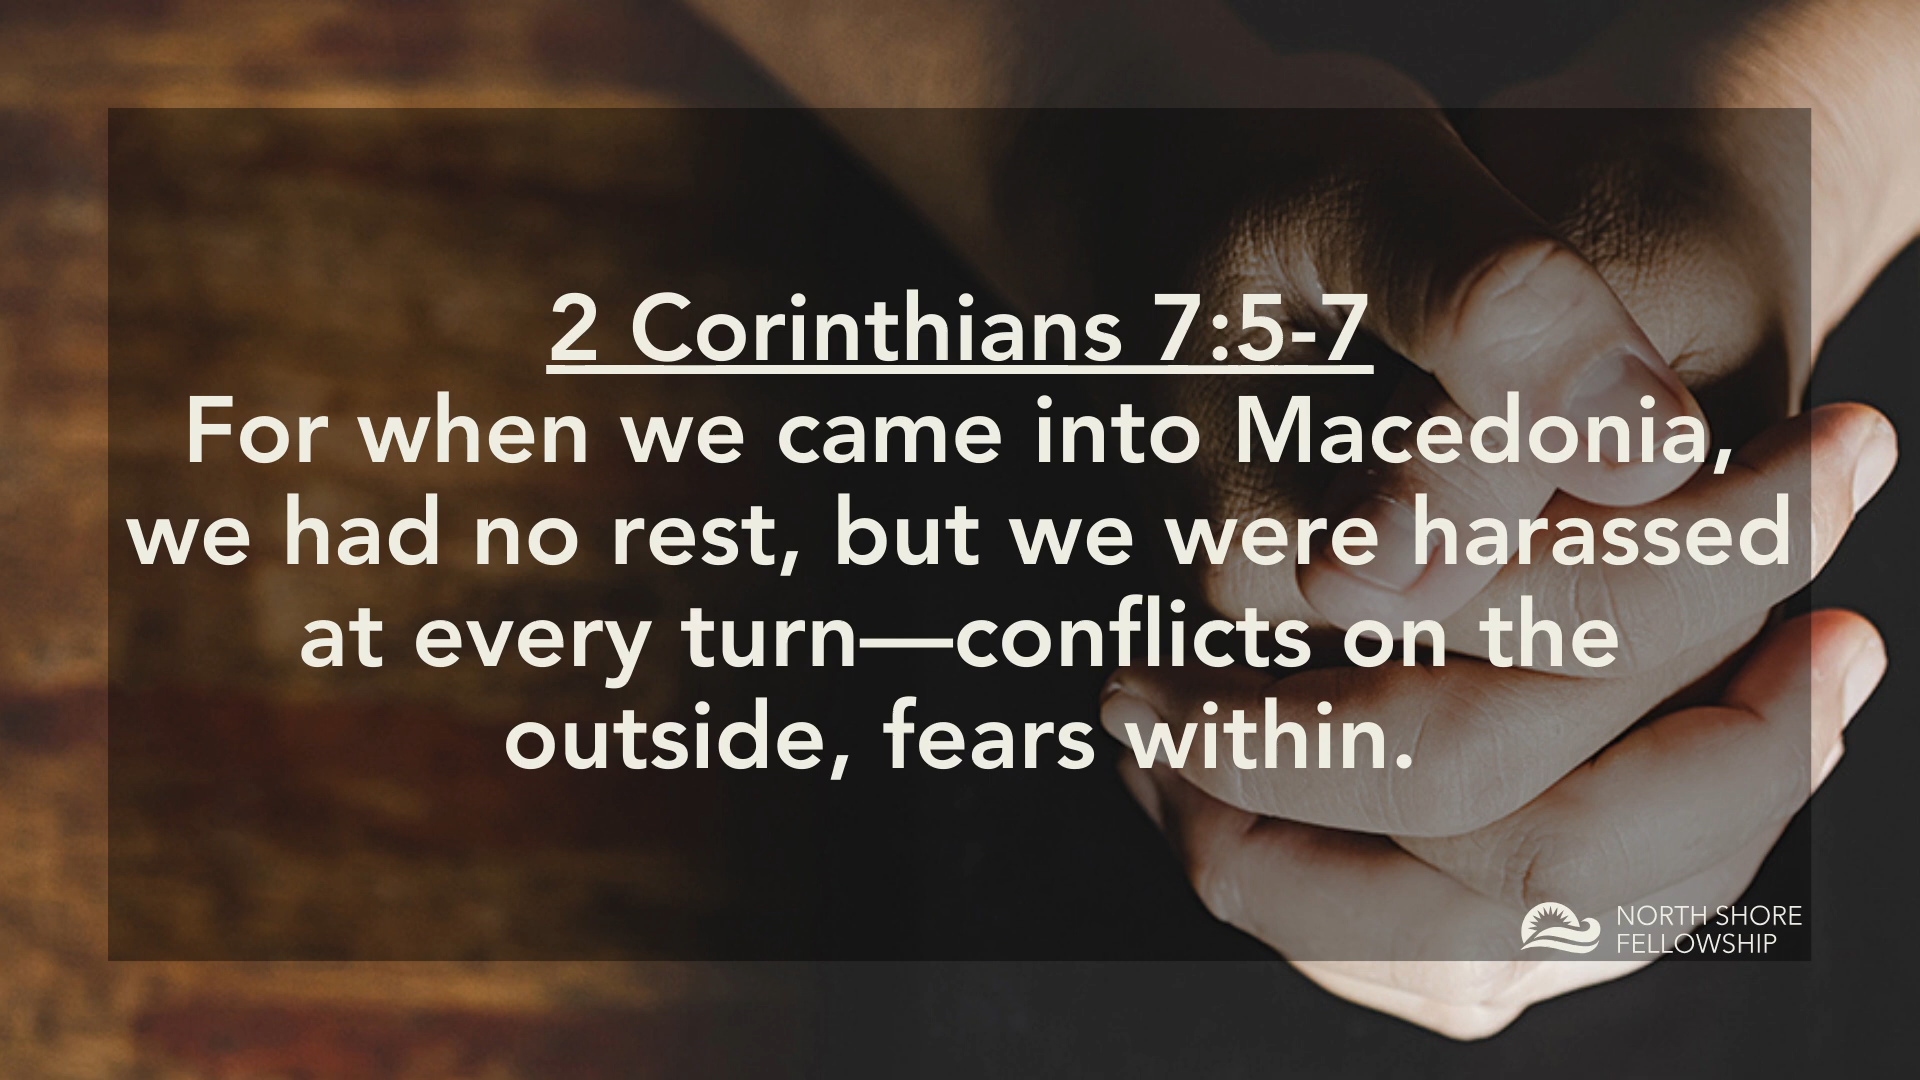 2 Corinthians 7:5-7
For when we came into Macedonia,
we had no rest, but we were harassed
at every turn—conflicts on the
outside, fears within.
NORTH SHORE
FELLOWSHIP